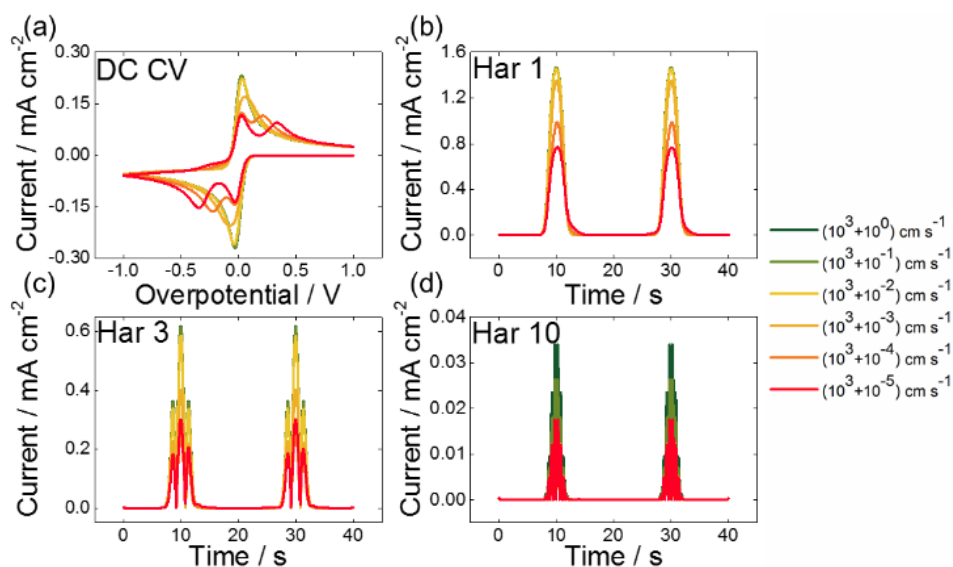 (a)
DC CV
Current / mA cm⁻²
0.30
0.15
0.00
-0.15
-0.30
-1.0 -0.5 0.0 0.5 1.0
Overpotential / V
(b)
Har 1
Current / mA cm⁻²
1.6
1.2
0.8
0.4
0.0
0 10 20 30 40
Time / s
(c)
Har 3
Current / mA cm⁻²
0.6
0.4
0.2
0.0
0 10 20 30 40
Time / s
(d)
Har 10
Current / mA cm⁻²
0.04
0.03
0.02
0.01
0.00
0 10 20 30 40
Time / s
(10³+10⁰) cm s⁻¹
(10³+10⁻¹) cm s⁻¹
(10³+10⁻²) cm s⁻¹
(10³+10⁻³) cm s⁻¹
(10³+10⁻⁴) cm s⁻¹
(10³+10⁻⁵) cm s⁻¹